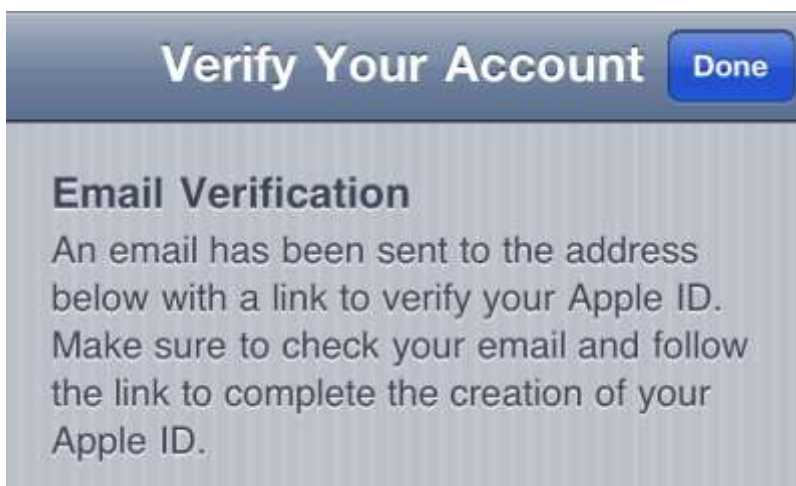 Verify Your Account Done
Email Verification
An email has been sent to the address
below with a link to verify your Apple ID.
Make sure to check your email and follow
the link to complete the creation of your
Apple ID.